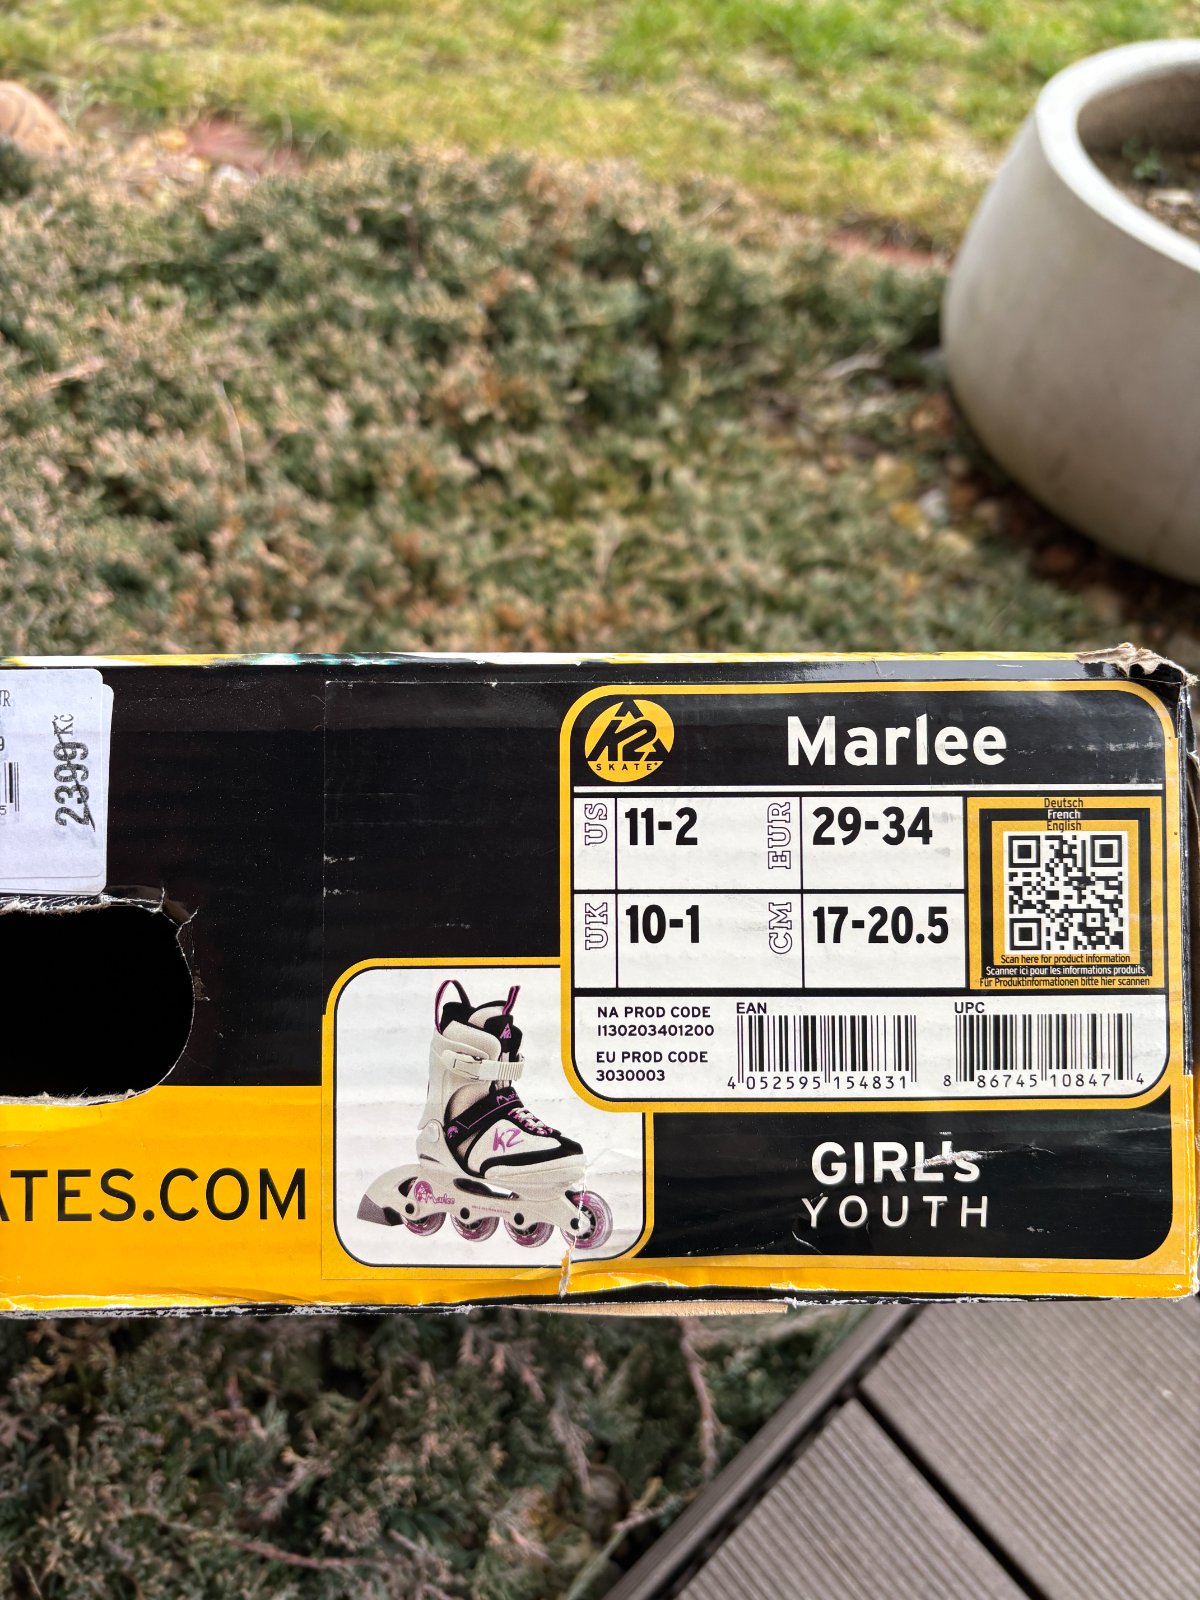 2399 Kč
K2
SKATE
Marlee
US 11-2 EUR 29-34
UK 10-1 CM 17-20.5
Deutsch
French
English
Scan here for product information
Scanner ici pour les informations produits
Für Produktinformationen bitte hier scannen
NA PROD CODE
I130203401200
EU PROD CODE
3030003
EAN
4 052595 154831
UPC
8 86745 10847 4
K2
Marlee
ATES.COM
GIRL's
YOUTH